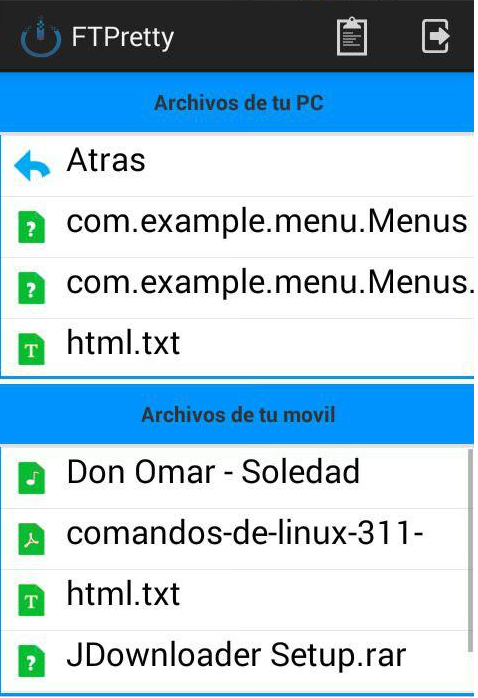 FTPretty
Archivos de tu PC
Atras
com.example.menu.Menus
com.example.menu.Menus.
html.txt
Archivos de tu movil
Don Omar - Soledad
comandos-de-linux-311-
html.txt
JDownloader Setup.rar